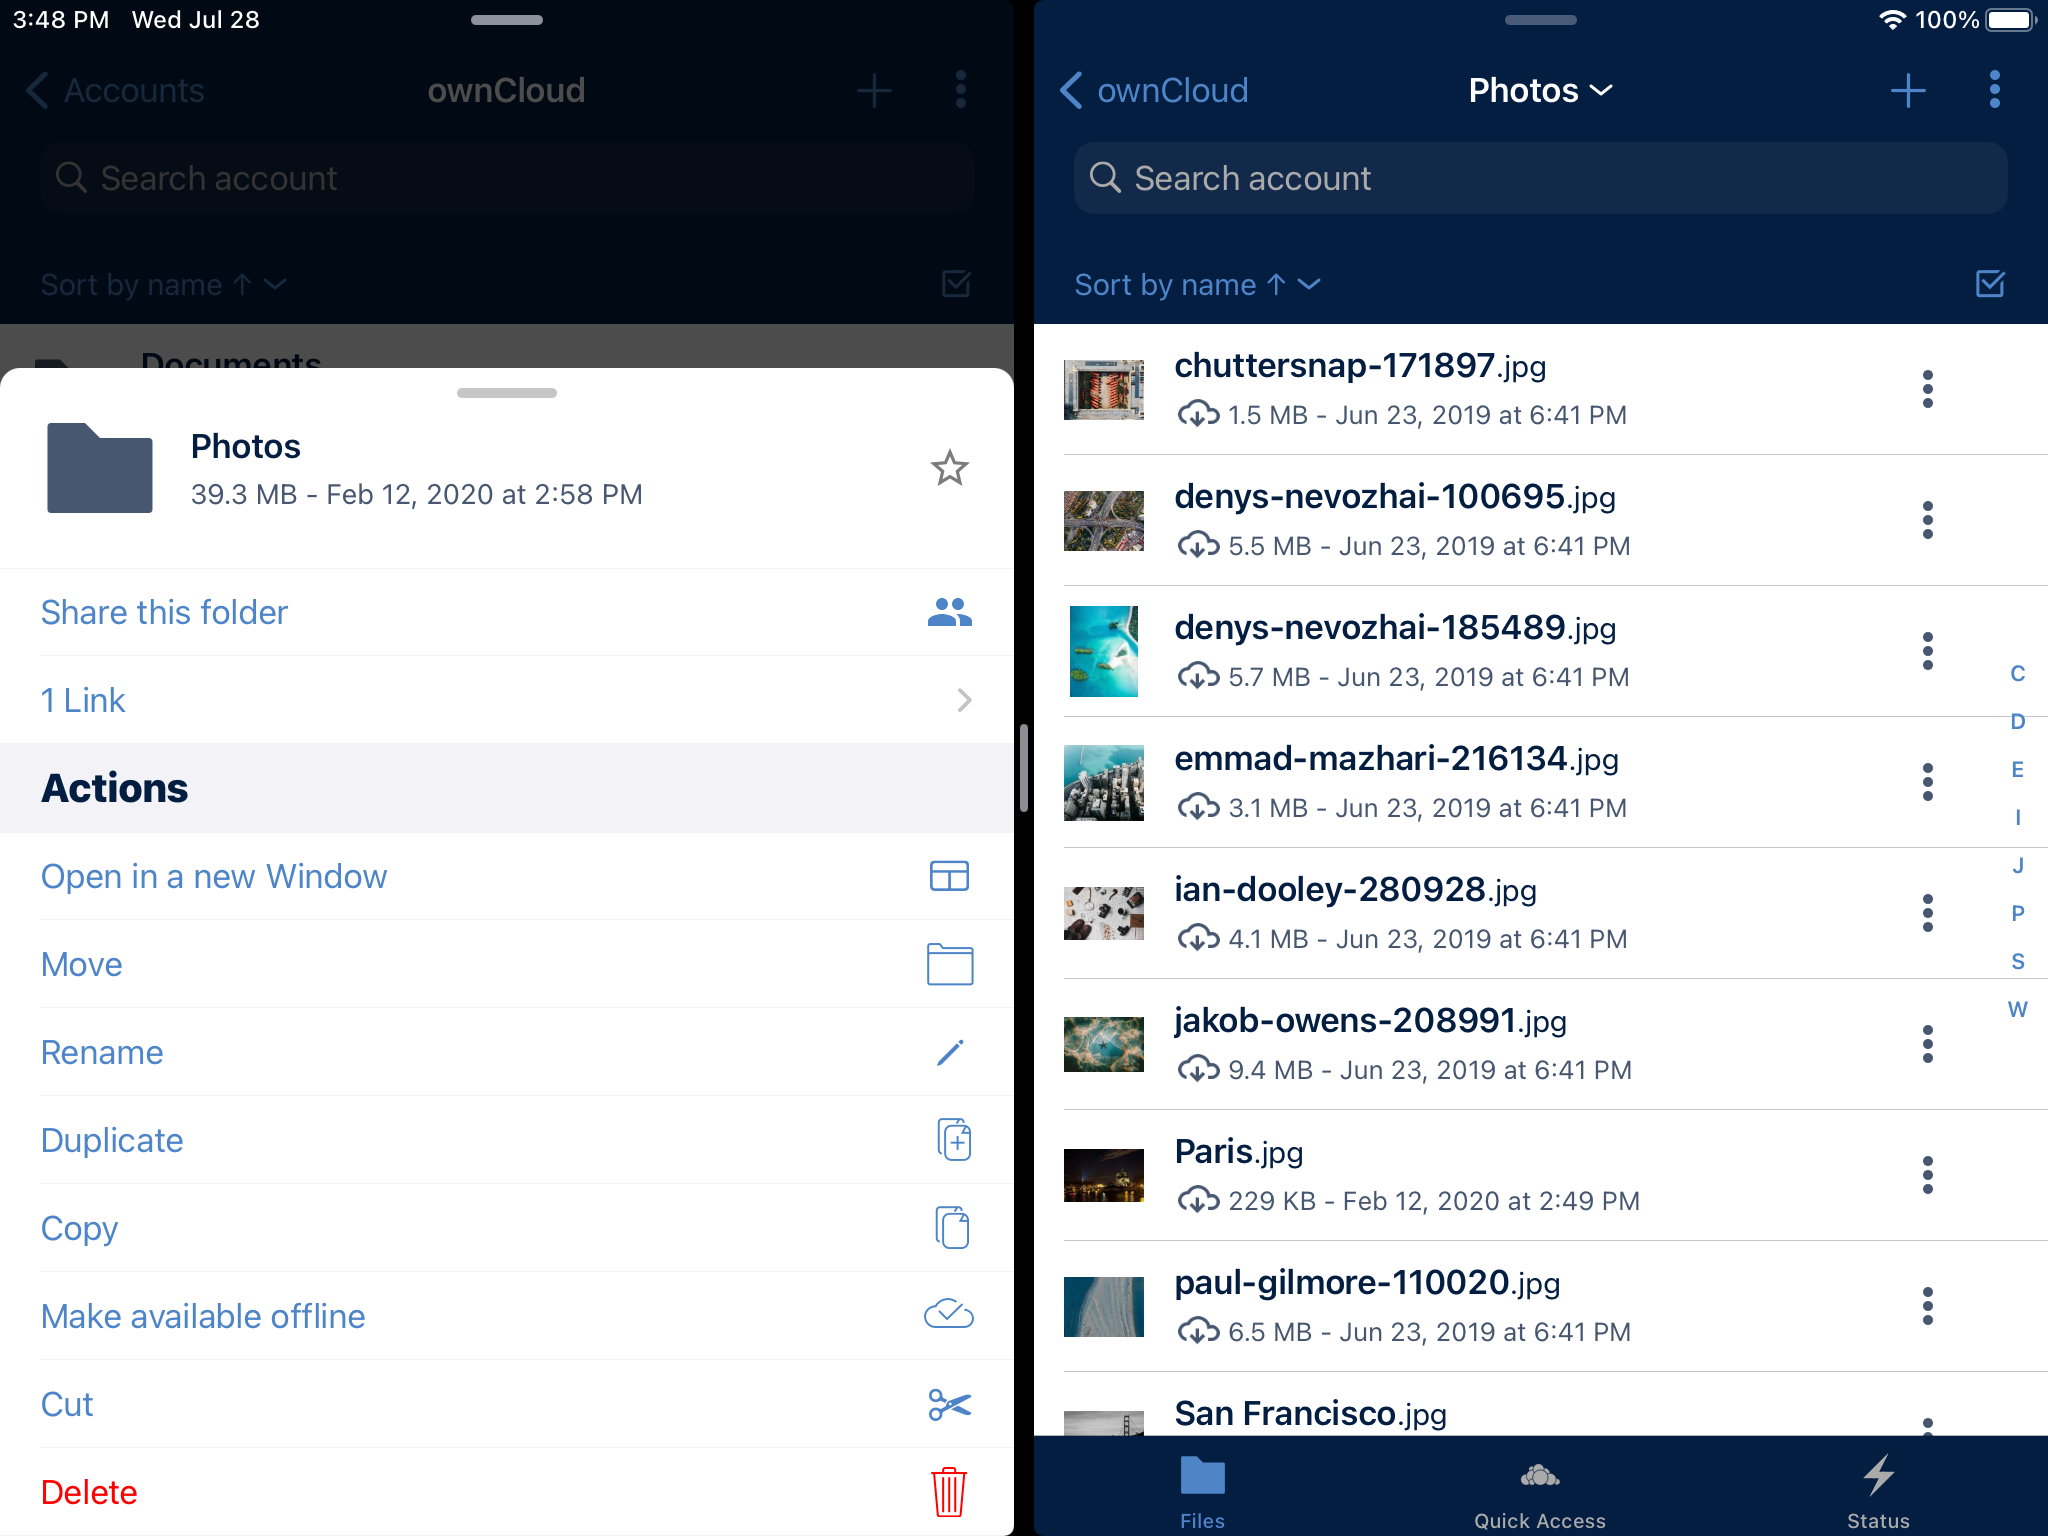 3:48 PM Wed Jul 28
Accounts
ownCloud
Search account
Sort by name
Documents
Photos
39.3 MB - Feb 12, 2020 at 2:58 PM
Share this folder
1 Link
Actions
Open in a new Window
Move
Rename
Duplicate
Copy
Make available offline
Cut
Delete
100%
ownCloud
Photos
Search account
Sort by name
chuttersnap-171897.jpg
1.5 MB - Jun 23, 2019 at 6:41 PM
denys-nevozhai-100695.jpg
5.5 MB - Jun 23, 2019 at 6:41 PM
denys-nevozhai-185489.jpg
5.7 MB - Jun 23, 2019 at 6:41 PM
emmad-mazhari-216134.jpg
3.1 MB - Jun 23, 2019 at 6:41 PM
ian-dooley-280928.jpg
4.1 MB - Jun 23, 2019 at 6:41 PM
jakob-owens-208991.jpg
9.4 MB - Jun 23, 2019 at 6:41 PM
Paris.jpg
229 KB - Feb 12, 2020 at 2:49 PM
paul-gilmore-110020.jpg
6.5 MB - Jun 23, 2019 at 6:41 PM
San Francisco.jpg
C
D
E
I
J
P
S
W
Files
Quick Access
Status